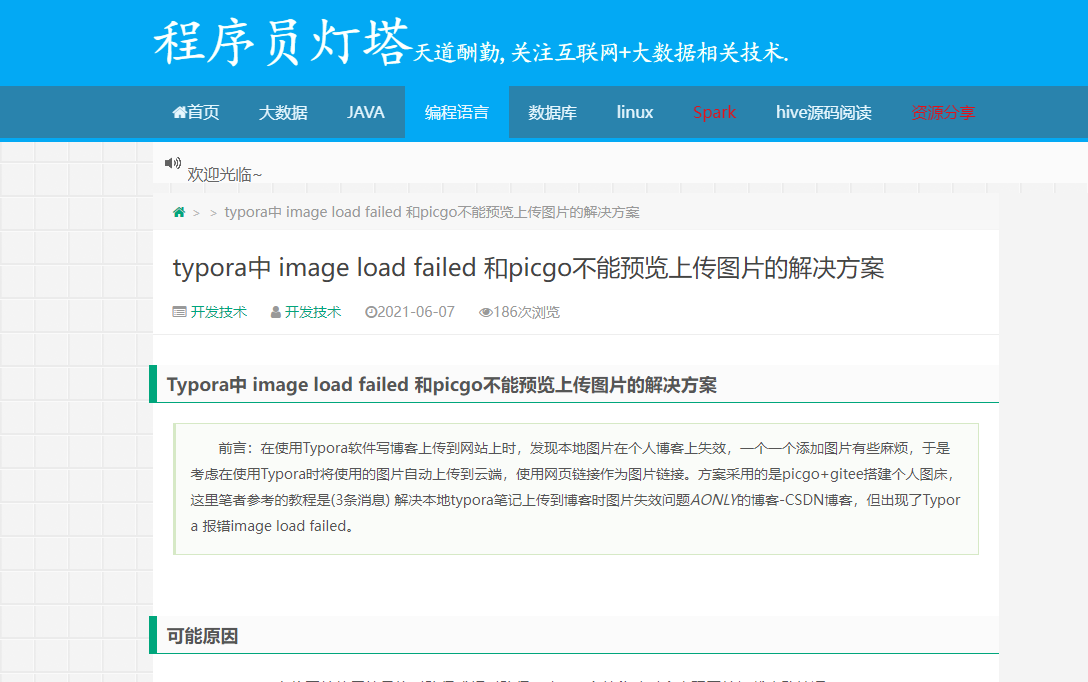 程序员灯塔天道酬勤,关注互联网+大数据相关技术.
首页 大数据 JAVA 编程语言 数据库 linux Spark hive源码阅读 资源分享
欢迎光临~
> > typora中 image load failed 和picgo不能预览上传图片的解决方案
typora中 image load failed 和picgo不能预览上传图片的解决方案
开发技术 开发技术 2021-06-07 186次浏览
Typora中 image load failed 和picgo不能预览上传图片的解决方案
前言：在使用Typora软件写博客上传到网站上时，发现本地图片在个人博客上失效，一个一个添加图片有些麻烦，于是
考虑在使用Typora时将使用的图片自动上传到云端，使用网页链接作为图片链接。方案采用的是picgo+gitee搭建个人图床，
这里笔者参考的教程是(3条消息) 解决本地typora笔记上传到博客时图片失效问题AONLY的博客-CSDN博客，但出现了Typor
a 报错image load failed。
可能原因